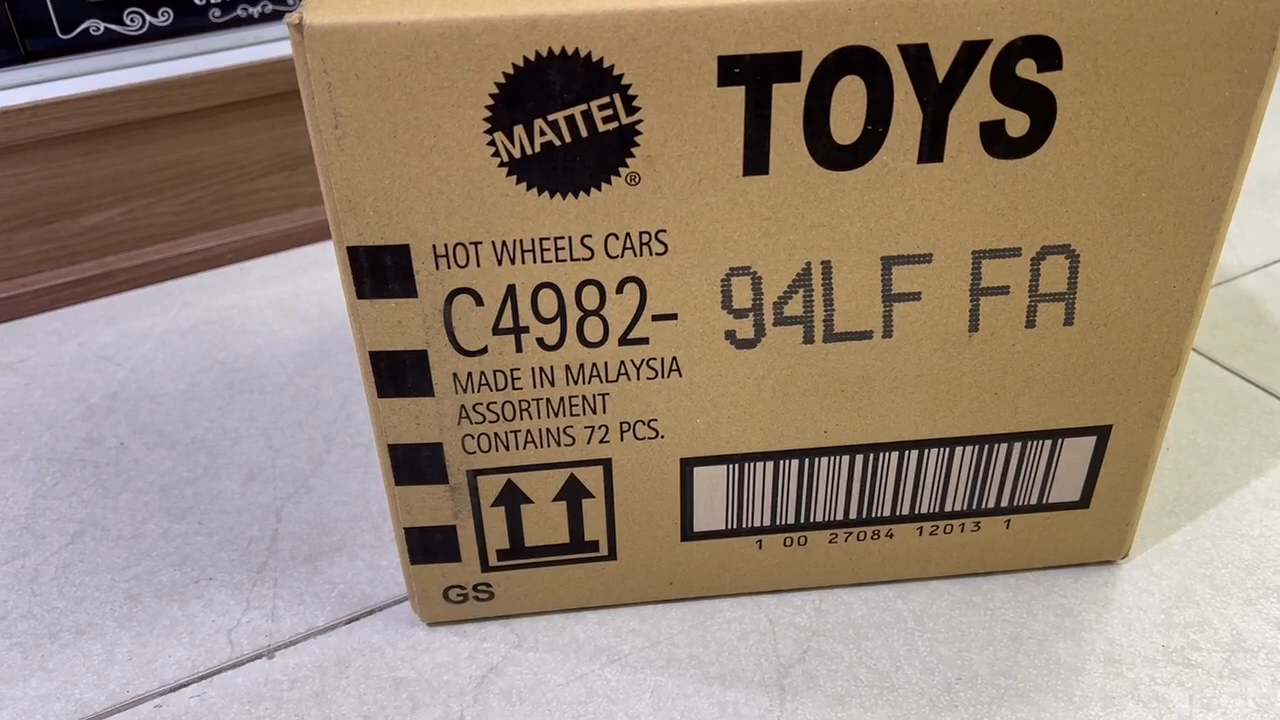 MATTEL
®
TOYS
HOT WHEELS CARS
C4982- 94LF FA
MADE IN MALAYSIA
ASSORTMENT
CONTAINS 72 PCS.
1 00 27084 12013 1
GS